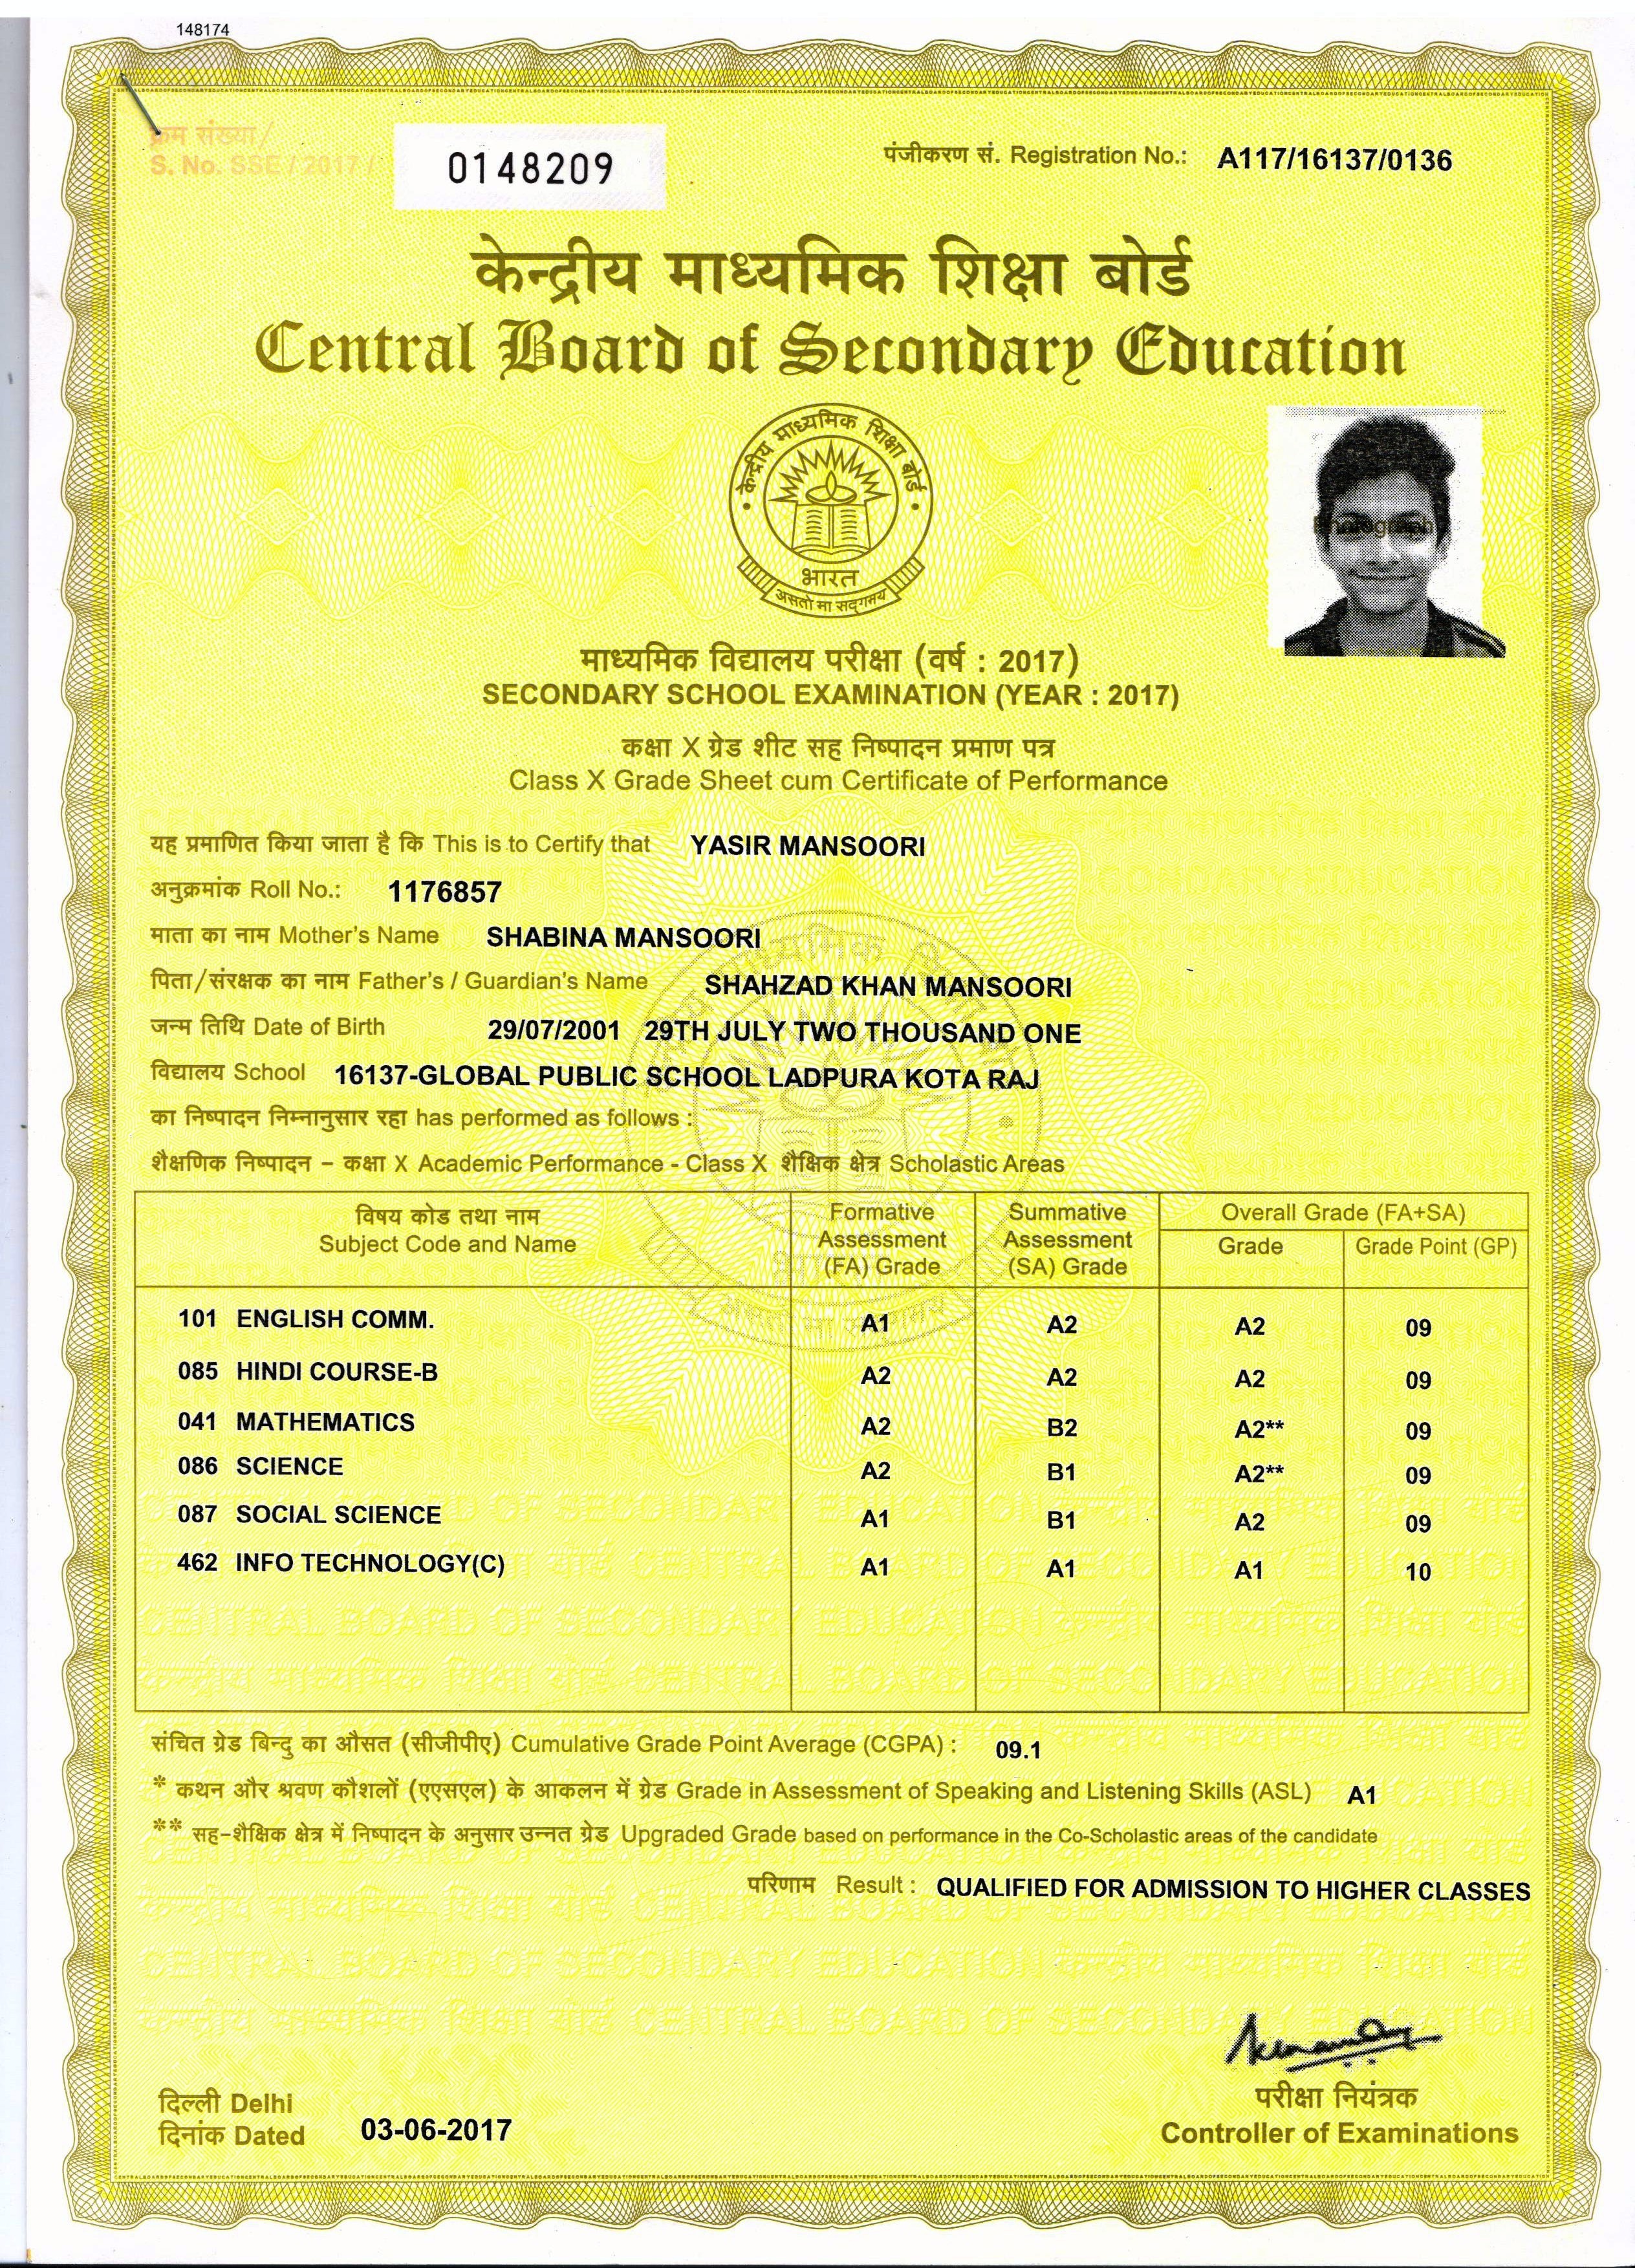 148174
क्रम संख्या/
S. No. SSE / 2017 /
0148209
पंजीकरण सं. Registration No.: A117/16137/0136
केन्द्रीय माध्यमिक शिक्षा बोर्ड
Central Board of Secondary Education
केन्द्रीय माध्यमिक शिक्षा बोर्ड
भारत
असतो मा सद्गमय
Photograph
माध्यमिक विद्यालय परीक्षा (वर्ष : 2017)
SECONDARY SCHOOL EXAMINATION (YEAR : 2017)
कक्षा X ग्रेड शीट सह निष्पादन प्रमाण पत्र
Class X Grade Sheet cum Certificate of Performance
यह प्रमाणित किया जाता है कि This is to Certify that YASIR MANSOORI
अनुक्रमांक Roll No.: 1176857
माता का नाम Mother's Name SHABINA MANSOORI
पिता/संरक्षक का नाम Father's / Guardian's Name SHAHZAD KHAN MANSOORI
जन्म तिथि Date of Birth 29/07/2001 29TH JULY TWO THOUSAND ONE
विद्यालय School 16137-GLOBAL PUBLIC SCHOOL LADPURA KOTA RAJ
का निष्पादन निम्नानुसार रहा has performed as follows :
शैक्षणिक निष्पादन – कक्षा X Academic Performance - Class X शैक्षिक क्षेत्र Scholastic Areas
विषय कोड तथा नाम
Subject Code and Name
Formative
Assessment
(FA) Grade
Summative
Assessment
(SA) Grade
Overall Grade (FA+SA)
Grade Grade Point (GP)
101 ENGLISH COMM. A1 A2 A2 09
085 HINDI COURSE-B A2 A2 A2 09
041 MATHEMATICS A2 B2 A2** 09
086 SCIENCE A2 B1 A2** 09
087 SOCIAL SCIENCE A1 B1 A2 09
462 INFO TECHNOLOGY(C) A1 A1 A1 10
संचित ग्रेड बिन्दु का औसत (सीजीपीए) Cumulative Grade Point Average (CGPA) : 09.1
* कथन और श्रवण कौशलों (एएसएल) के आकलन में ग्रेड Grade in Assessment of Speaking and Listening Skills (ASL) A1
** सह-शैक्षिक क्षेत्र में निष्पादन के अनुसार उन्नत ग्रेड Upgraded Grade based on performance in the Co-Scholastic areas of the candidate
परिणाम Result : QUALIFIED FOR ADMISSION TO HIGHER CLASSES
दिल्ली Delhi
दिनांक Dated 03-06-2017
परीक्षा नियंत्रक
Controller of Examinations